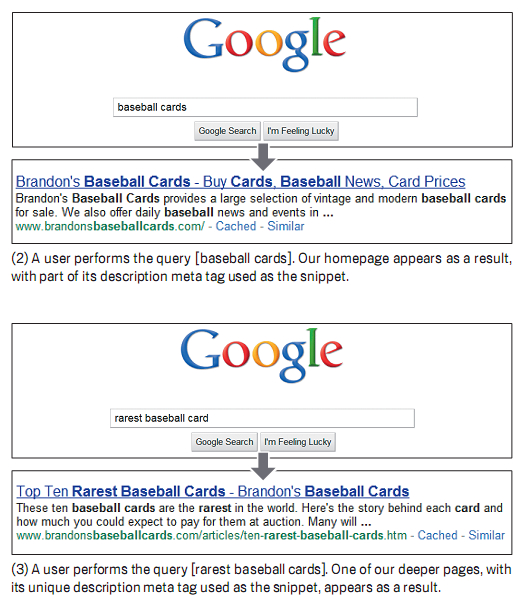 Google
baseball cards
Google Search I'm Feeling Lucky
Brandon's Baseball Cards - Buy Cards, Baseball News, Card Prices
Brandon's Baseball Cards provides a large selection of vintage and modern baseball cards
for sale. We also offer daily baseball news and events in ...
www.brandonsbaseballcards.com/ - Cached - Similar
(2) A user performs the query [baseball cards]. Our homepage appears as a result,
with part of its description meta tag used as the snippet.
Google
rarest baseball card
Google Search I'm Feeling Lucky
Top Ten Rarest Baseball Cards - Brandon's Baseball Cards
These ten baseball cards are the rarest in the world. Here's the story behind each card and
how much you could expect to pay for them at auction. Many will ...
www.brandonsbaseballcards.com/articles/ten-rarest-baseball-cards.htm - Cached - Similar
(3) A user performs the query [rarest baseball cards]. One of our deeper pages, with
its unique description meta tag used as the snippet, appears as a result.